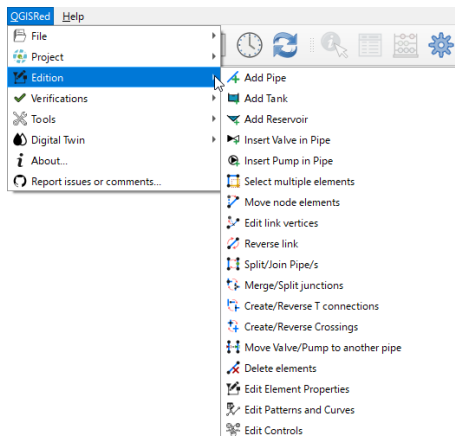 QGISRed Help
File
Project
Edition
Verifications
Tools
Digital Twin
About...
Report issues or comments...
Add Pipe
Add Tank
Add Reservoir
Insert Valve in Pipe
Insert Pump in Pipe
Select multiple elements
Move node elements
Edit link vertices
Reverse link
Split/Join Pipe/s
Merge/Split junctions
Create/Reverse T connections
Create/Reverse Crossings
Move Valve/Pump to another pipe
Delete elements
Edit Element Properties
Edit Patterns and Curves
Edit Controls